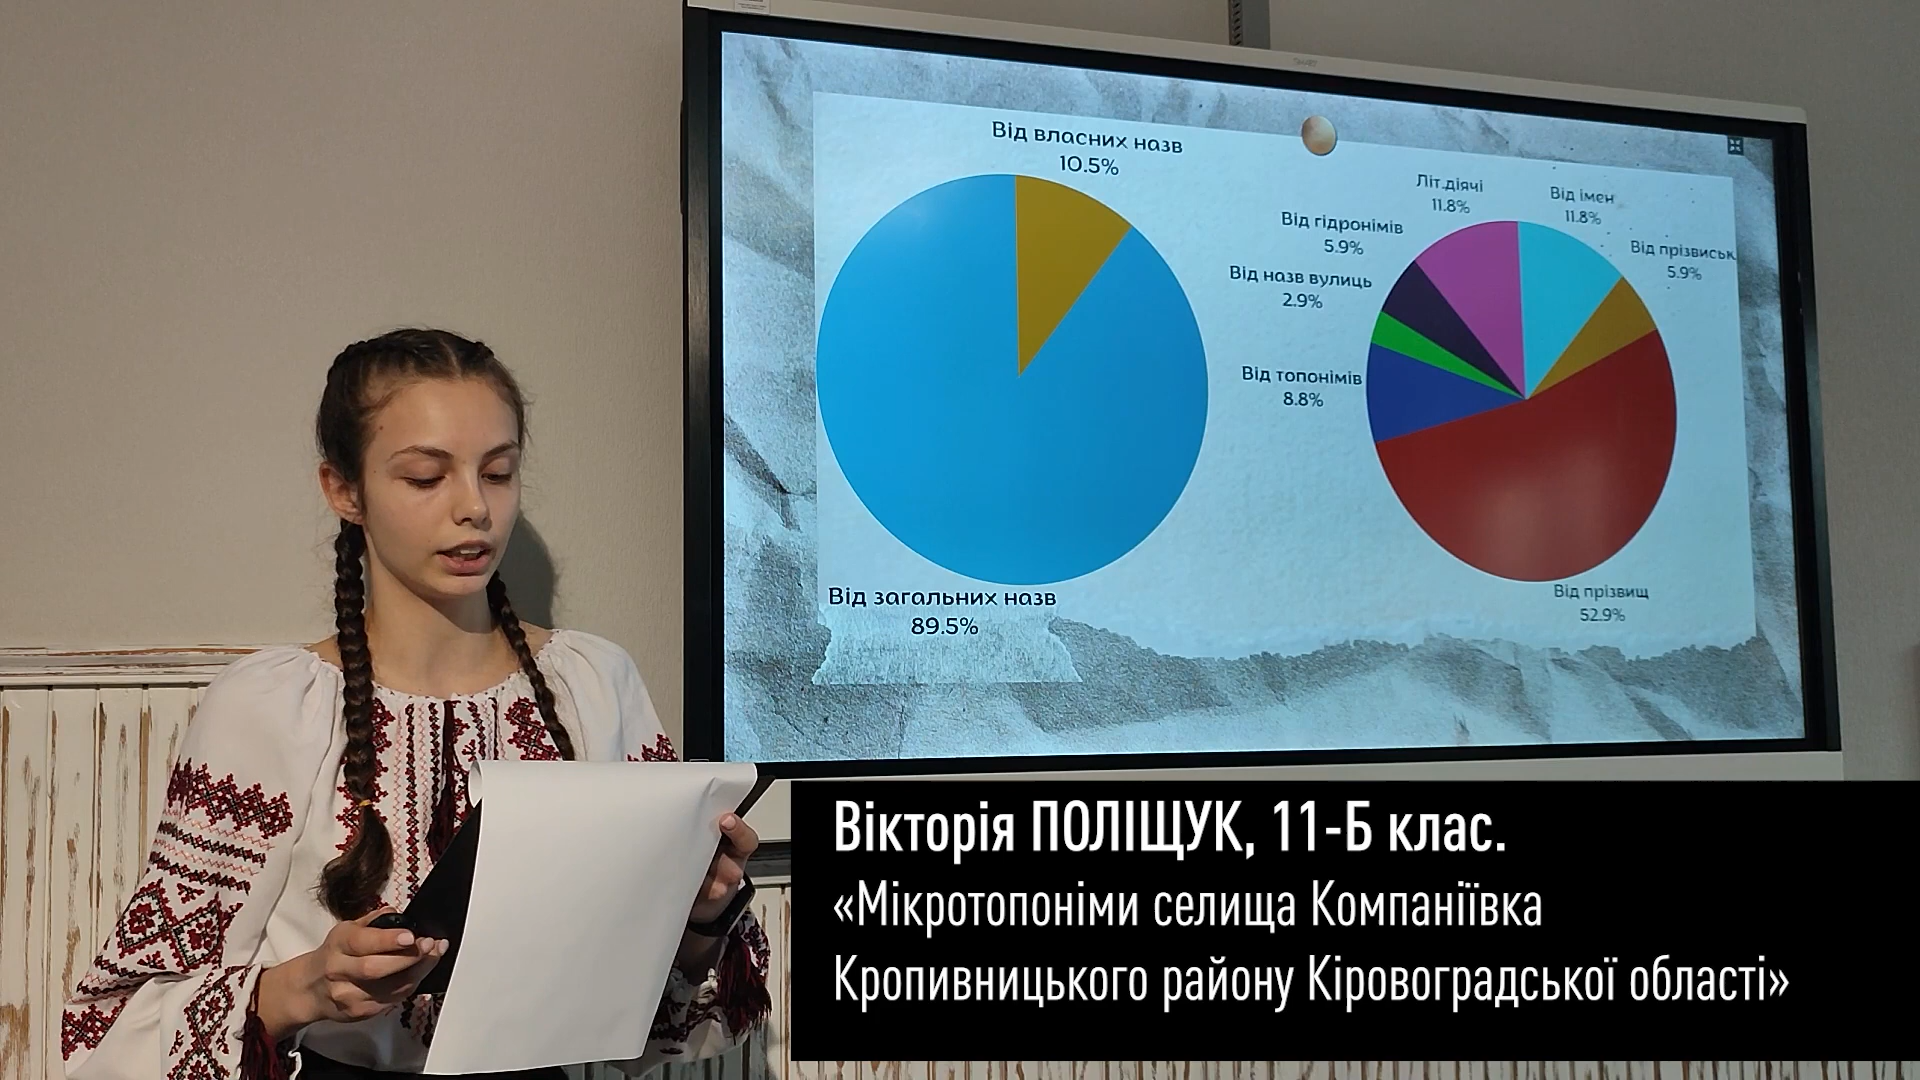 SMART
Від власних назв
10.5%
Від загальних назв
89.5%
Літ.діячі
11.8%
Від імен
11.8%
Від гідронімів
5.9%
Від прізвиськ
5.9%
Від назв вулиць
2.9%
Від топонімів
8.8%
Від прізвищ
52.9%
Вікторія ПОЛІЩУК, 11-Б клас.
«Мікротопоніми селища Компаніївка
Кропивницького району Кіровоградської області»